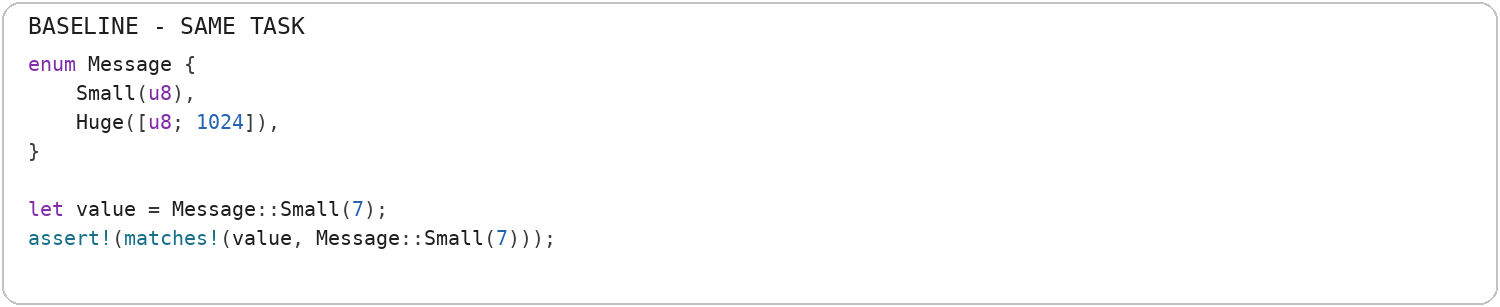 BASELINE - SAME TASK
enum Message {
    Small(u8),
    Huge([u8; 1024]),
}

let value = Message::Small(7);
assert!(matches!(value, Message::Small(7)));